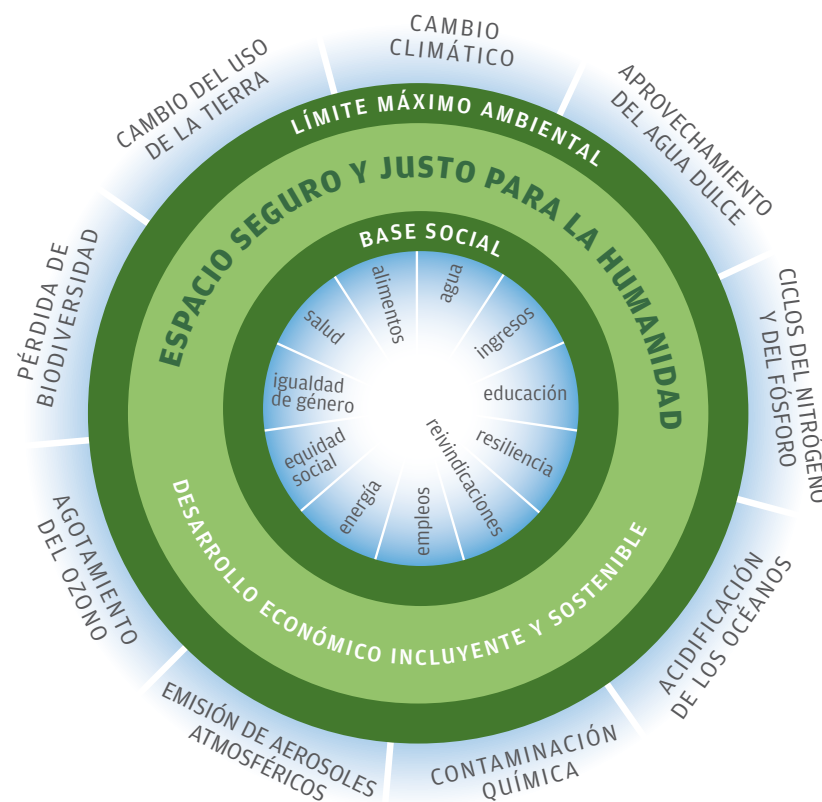 CAMBIO
CLIMÁTICO
APROVECHAMIENTO
DEL AGUA DULCE
CICLOS DEL NITRÓGENO
Y DEL FÓSFORO
ACIDIFICACIÓN
DE LOS OCÉANOS
CONTAMINACIÓN
QUÍMICA
EMISIÓN DE AEROSOLES
ATMOSFÉRICOS
AGOTAMIENTO
DEL OZONO
PÉRDIDA DE
BIODIVERSIDAD
CAMBIO DEL USO
DE LA TIERRA
LÍMITE MÁXIMO AMBIENTAL
ESPACIO SEGURO Y JUSTO PARA LA HUMANIDAD
BASE SOCIAL
agua
ingresos
educación
resiliencia
reivindicaciones
empleos
energía
equidad
social
igualdad
de género
salud
alimentos
DESARROLLO ECONÓMICO INCLUYENTE Y SOSTENIBLE